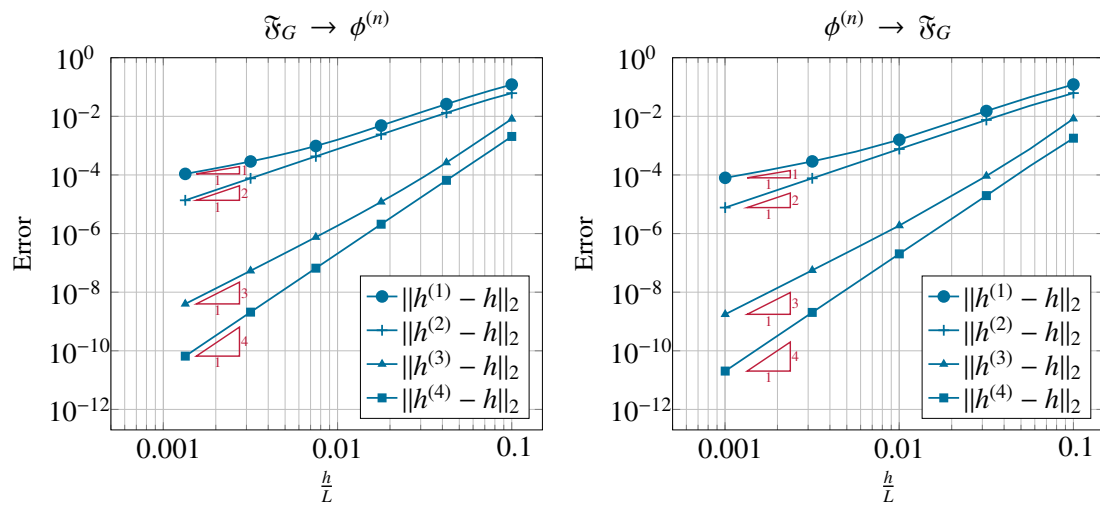 𝔉̃_G → ϕ^(n)
10^0
10^−2
10^−4
10^−6
10^−8
10^−10
10^−12
Error
1
1
2
1
3
1
4
1
||h^(1) − h||_2
||h^(2) − h||_2
||h^(3) − h||_2
||h^(4) − h||_2
0.001
0.01
0.1
h/L
ϕ^(n) → 𝔉̃_G
10^0
10^−2
10^−4
10^−6
10^−8
10^−10
10^−12
Error
1
1
2
1
3
1
4
1
||h^(1) − h||_2
||h^(2) − h||_2
||h^(3) − h||_2
||h^(4) − h||_2
0.001
0.01
0.1
h/L